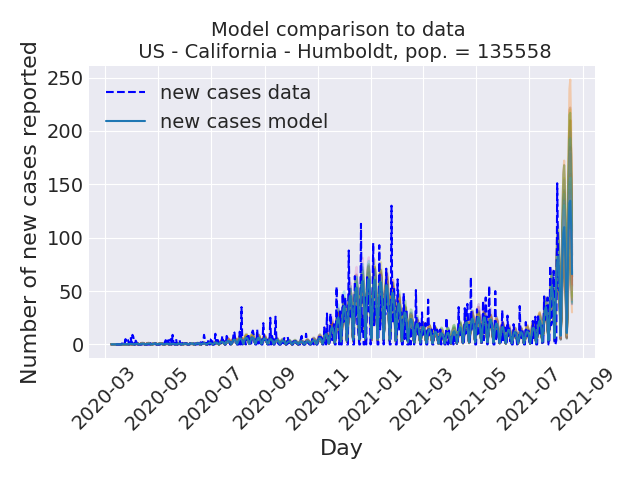 Model comparison to data
US - California - Humboldt, pop. = 135558
Number of new cases reported
250
200
150
100
50
0
new cases data
new cases model
2020-03
2020-05
2020-07
2020-09
2020-11
2021-01
2021-03
2021-05
2021-07
2021-09
Day